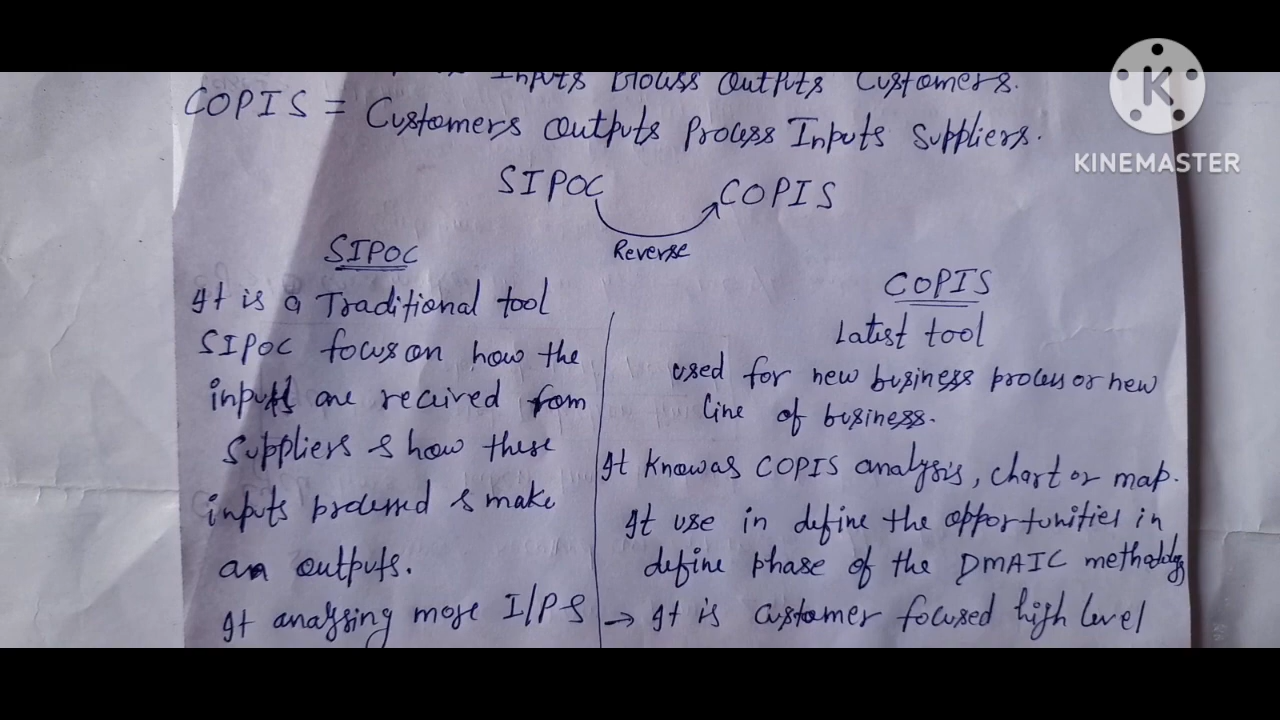 Inputs Process Outputs Customers.
COPIS = Customers Outputs Process Inputs Suppliers.
SIPOC COPIS
Reverse
SIPOC
It is a Traditional tool
SIPOC focus on how the
inputs are received from
suppliers & how these
inputs processed & make
an outputs.
It analysing more I/PS
COPIS
Latest tool
used for new business process or new
line of business.
It Know as COPIS analysis, chart or map.
It use in define the opportunities in
define phase of the DMAIC methodology
→ It is customer focused high level
K
KINEMASTER